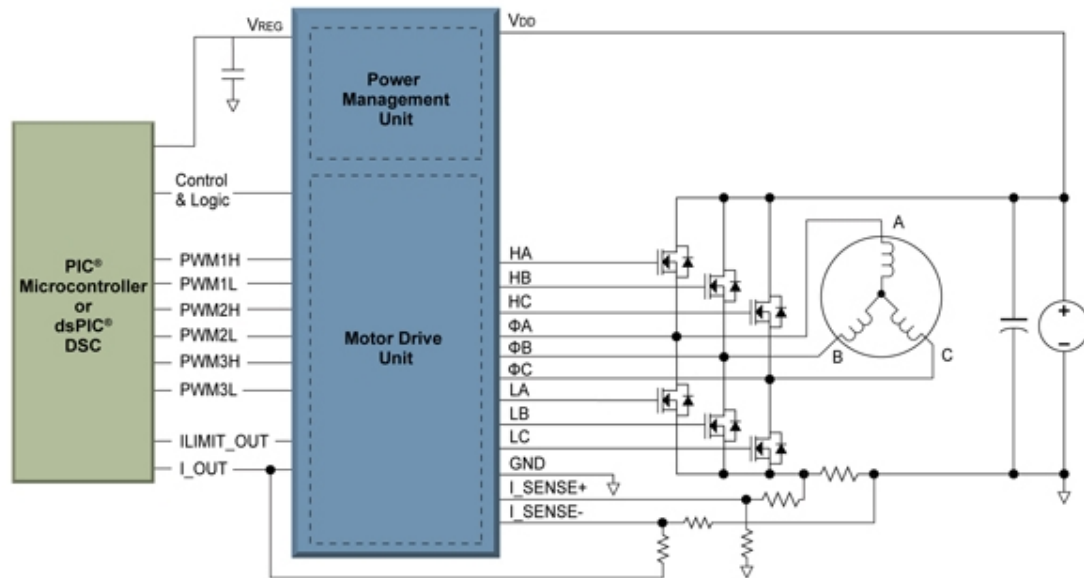 VREG
VDD
Power
Management
Unit
Control
& Logic
PIC®
Microcontroller
or
dsPIC®
DSC
PWM1H
PWM1L
PWM2H
PWM2L
PWM3H
PWM3L
ILIMIT_OUT
I_OUT
Motor Drive
Unit
HA
HB
HC
ΦA
ΦB
ΦC
LA
LB
LC
GND
I_SENSE+
I_SENSE-
A
B
C
+
−